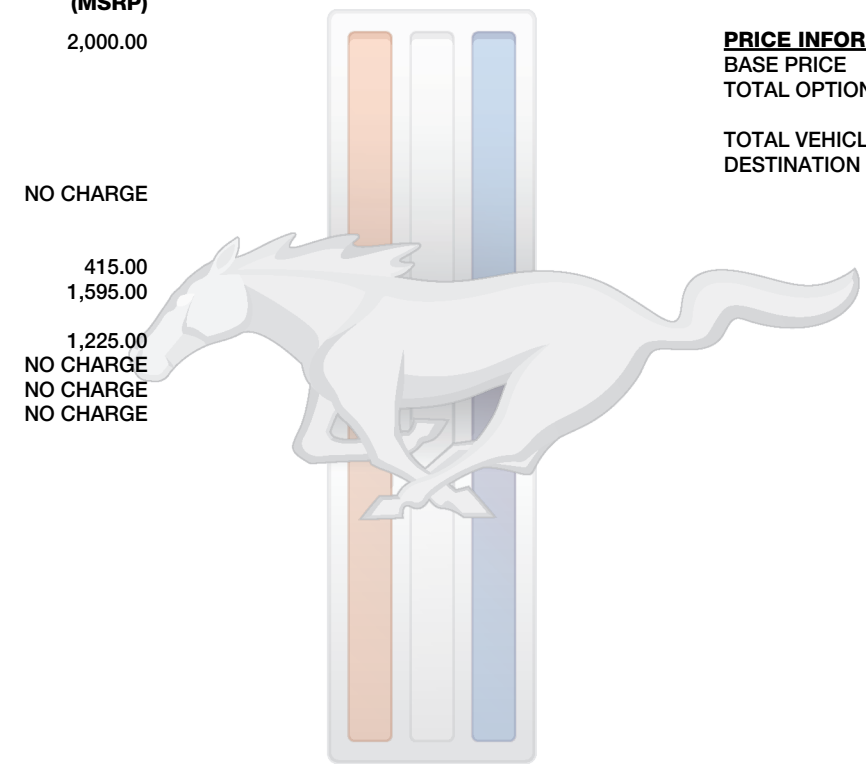 (MSRP)
2,000.00
NO CHARGE
415.00
1,595.00
1,225.00
NO CHARGE
NO CHARGE
NO CHARGE
PRICE INFOR
BASE PRICE
TOTAL OPTION
TOTAL VEHICL
DESTINATION